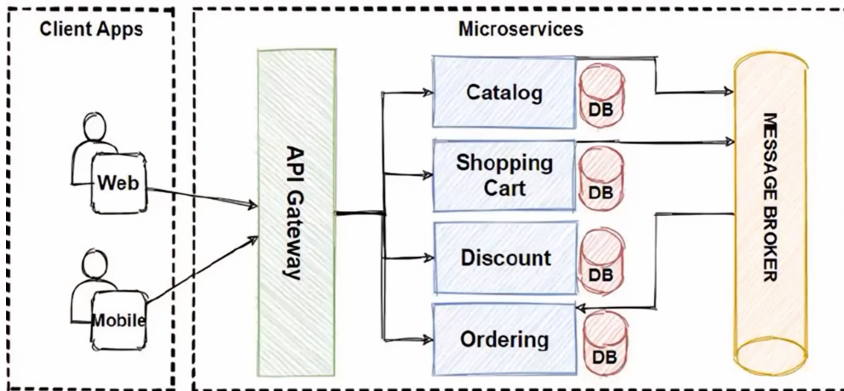 Client Apps
Microservices
Web
Mobile
API Gateway
Catalog
DB
Shopping
Cart
DB
Discount
DB
Ordering
DB
MESSAGE BROKER